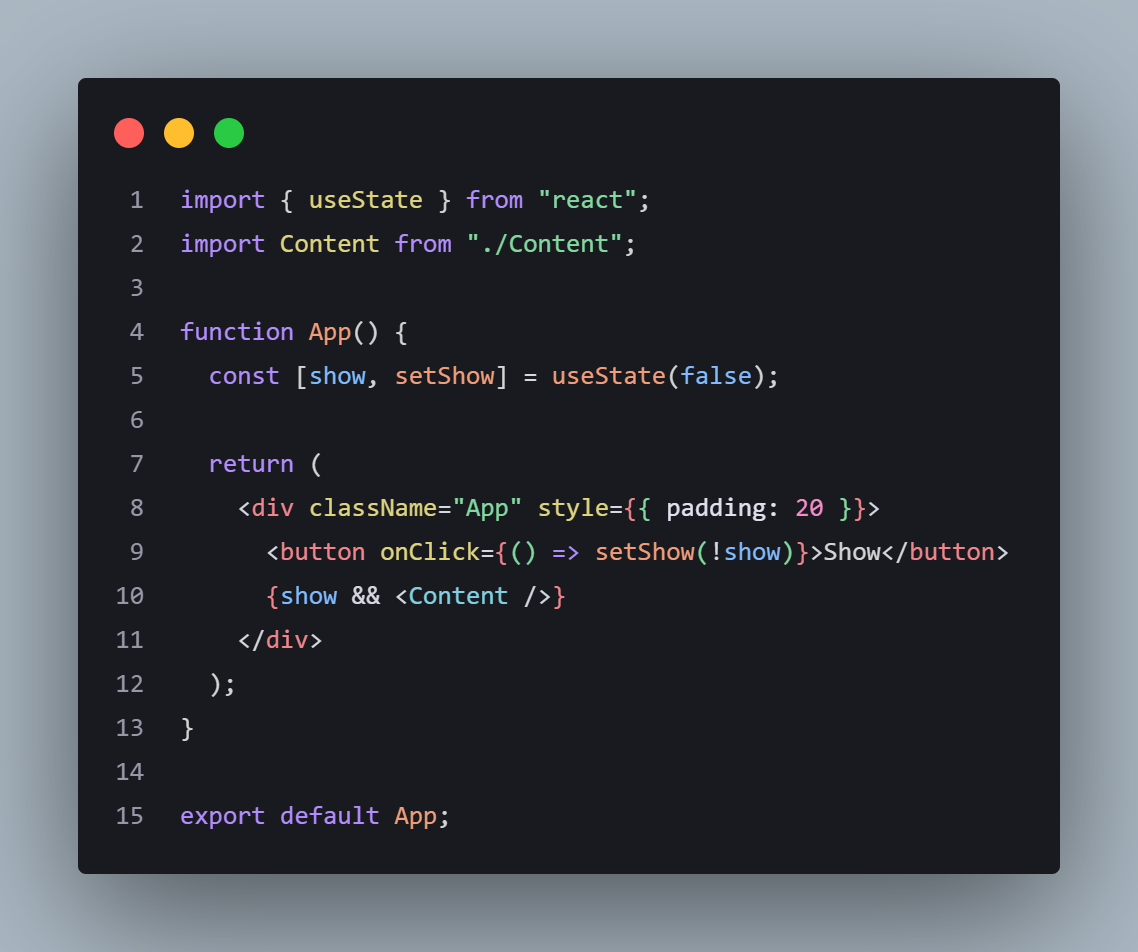 1 import { useState } from "react";
2 import Content from "./Content";
3
4 function App() {
5   const [show, setShow] = useState(false);
6
7   return (
8     <div className="App" style={{ padding: 20 }}>
9       <button onClick={() => setShow(!show)}>Show</button>
10       {show && <Content />}
11     </div>
12   );
13 }
14
15 export default App;